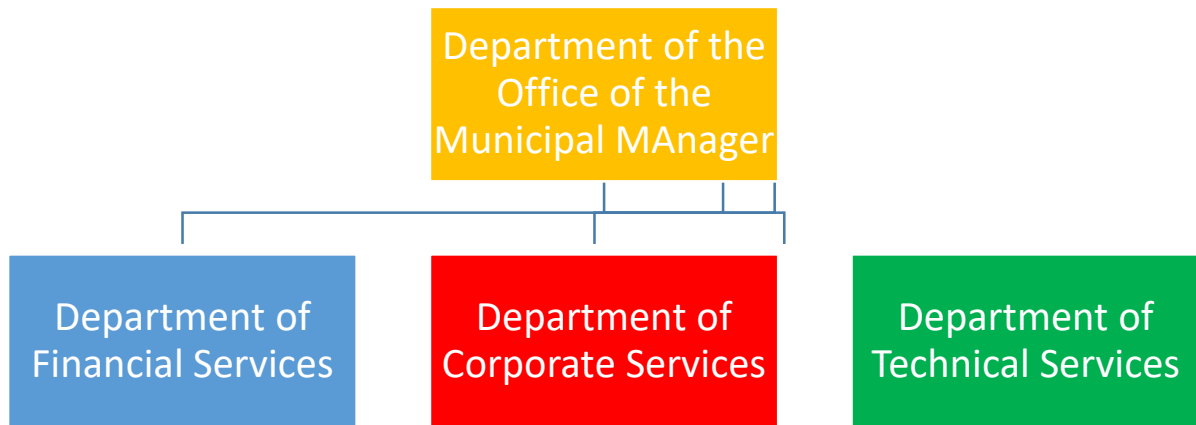 Department of the
Office of the
Municipal MAnager
Department of
Financial Services
Department of
Corporate Services
Department of
Technical Services